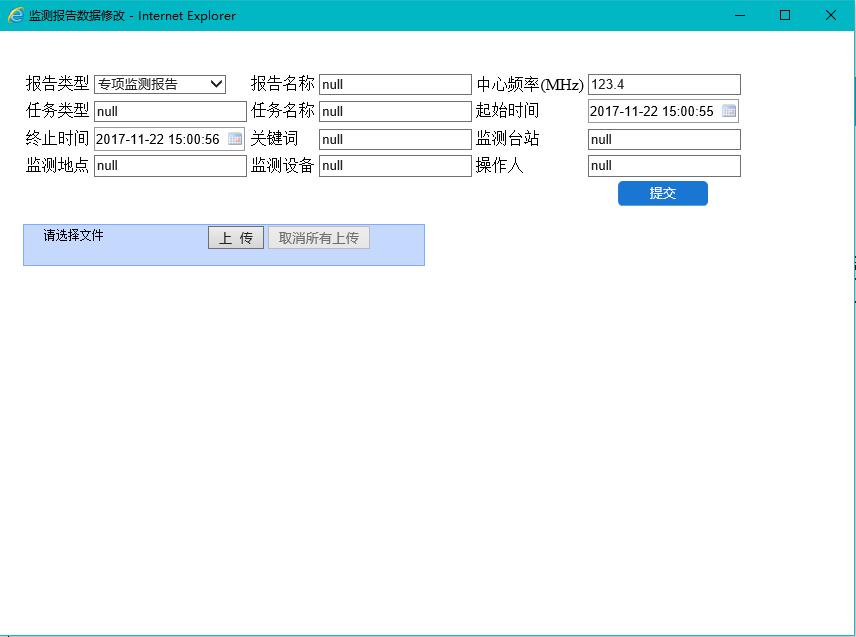 监测报告数据修改 - Internet Explorer
报告类型 专项监测报告 报告名称 null 中心频率(MHz) 123.4
任务类型 null 任务名称 null 起始时间 2017-11-22 15:00:55
终止时间 2017-11-22 15:00:56 关键词 null 监测台站 null
监测地点 null 监测设备 null 操作人 null
提交
请选择文件 上 传 取消所有上传